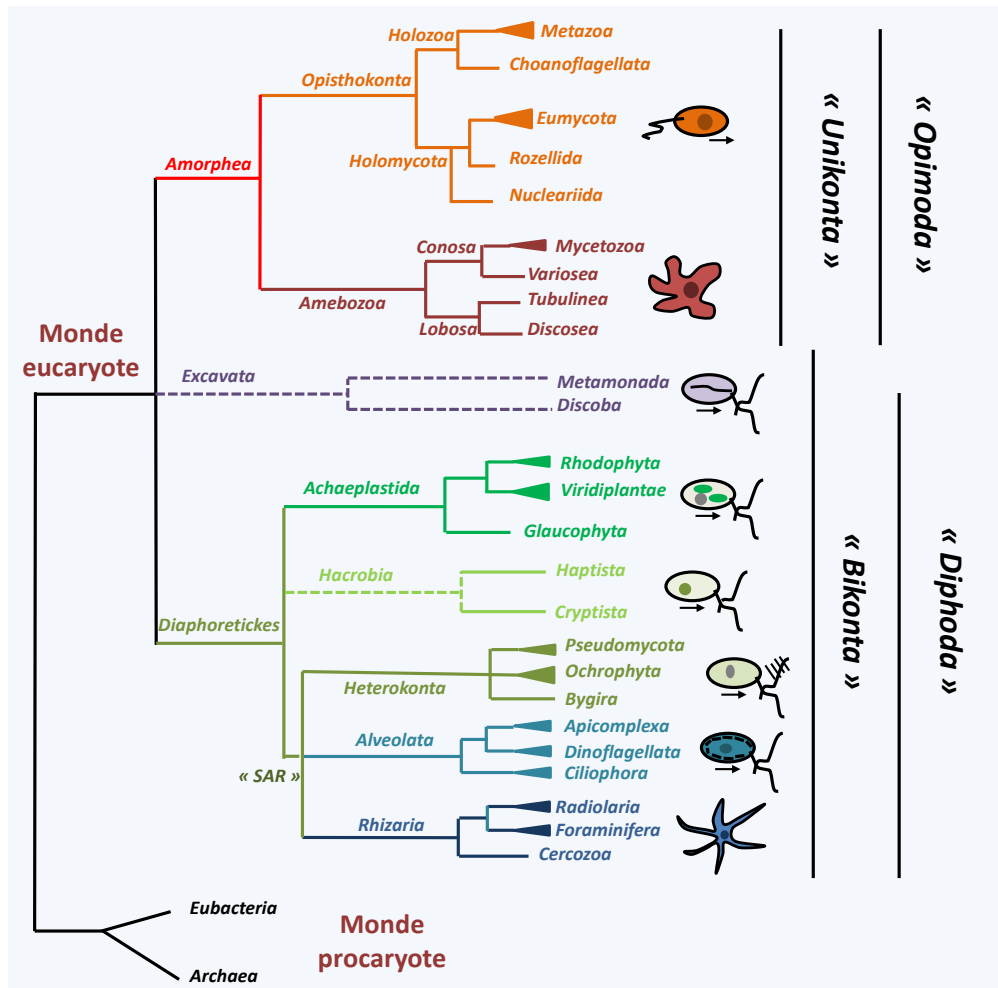 Holozoa
Metazoa
Choanoflagellata
Opisthokonta
Eumycota
Holomycota
Rozellida
Nucleariida
Amorphea
Conosa
Mycetozoa
Variosea
Amebozoa
Tubulinea
Lobosa
Discosea
« Unikonta »
« Opimoda »
Monde
eucaryote
Excavata
Metamonada
Discoba
Achaeplastida
Rhodophyta
Viridiplantae
Glaucophyta
Hacrobia
Haptista
Cryptista
Diaphoretickes
Pseudomycota
Ochrophyta
Heterokonta
Bygira
Alveolata
Apicomplexa
Dinoflagellata
Ciliophora
« SAR »
Rhizaria
Radiolaria
Foraminifera
Cercozoa
« Bikonta »
« Diphoda »
Eubacteria
Archaea
Monde
procaryote